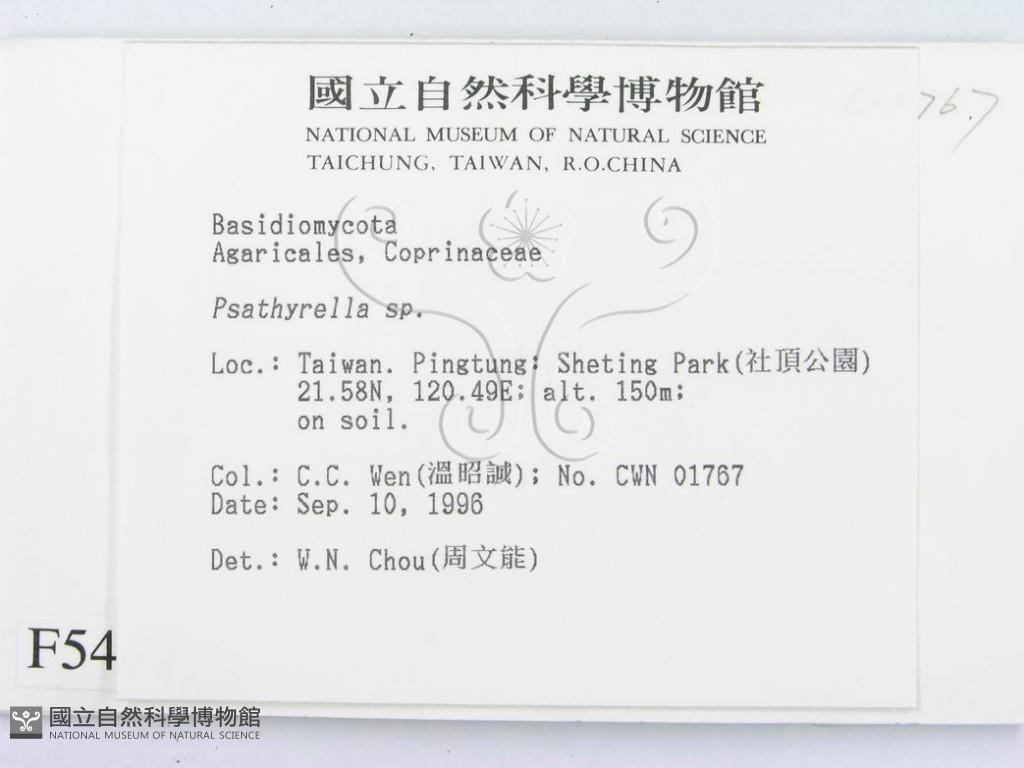 國立自然科學博物館
NATIONAL MUSEUM OF NATURAL SCIENCE
TAICHUNG, TAIWAN, R.O.CHINA
767.7
Basidiomycota
Agaricales, Coprinaceae
Psathyrella sp.
Loc.: Taiwan. Pingtung: Sheting Park(社頂公園)
21.58N, 120.49E; alt. 150m;
on soil.
Col.: C.C. Wen(溫昭誠); No. CWN 01767
Date: Sep. 10, 1996
Det.: W.N. Chou(周文能)
F54
國立自然科學博物館
NATIONAL MUSEUM OF NATURAL SCIENCE